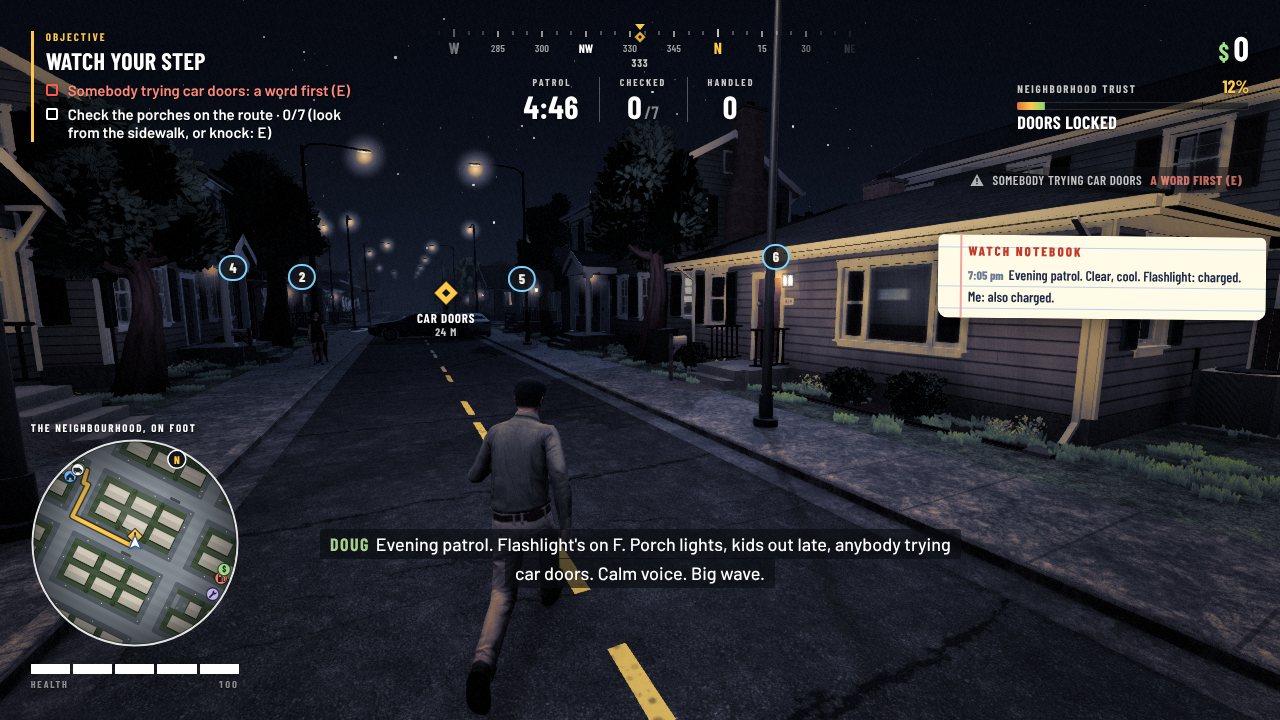 OBJECTIVE
WATCH YOUR STEP
Somebody trying car doors: a word first (E)
Check the porches on the route · 0/7 (look
from the sidewalk, or knock: E)
W 285 300 NW 330 345 N 15 30 NE
333
PATROL CHECKED HANDLED
4:46 0/7 0
$0
NEIGHBORHOOD TRUST 12%
DOORS LOCKED
SOMEBODY TRYING CAR DOORS A WORD FIRST (E)
WATCH NOTEBOOK
7:05 pm Evening patrol. Clear, cool. Flashlight: charged.
Me: also charged.
4
2
5
6
CAR DOORS
24 M
THE NEIGHBOURHOOD, ON FOOT
N
$
DOUG Evening patrol. Flashlight's on F. Porch lights, kids out late, anybody trying
car doors. Calm voice. Big wave.
HEALTH 100